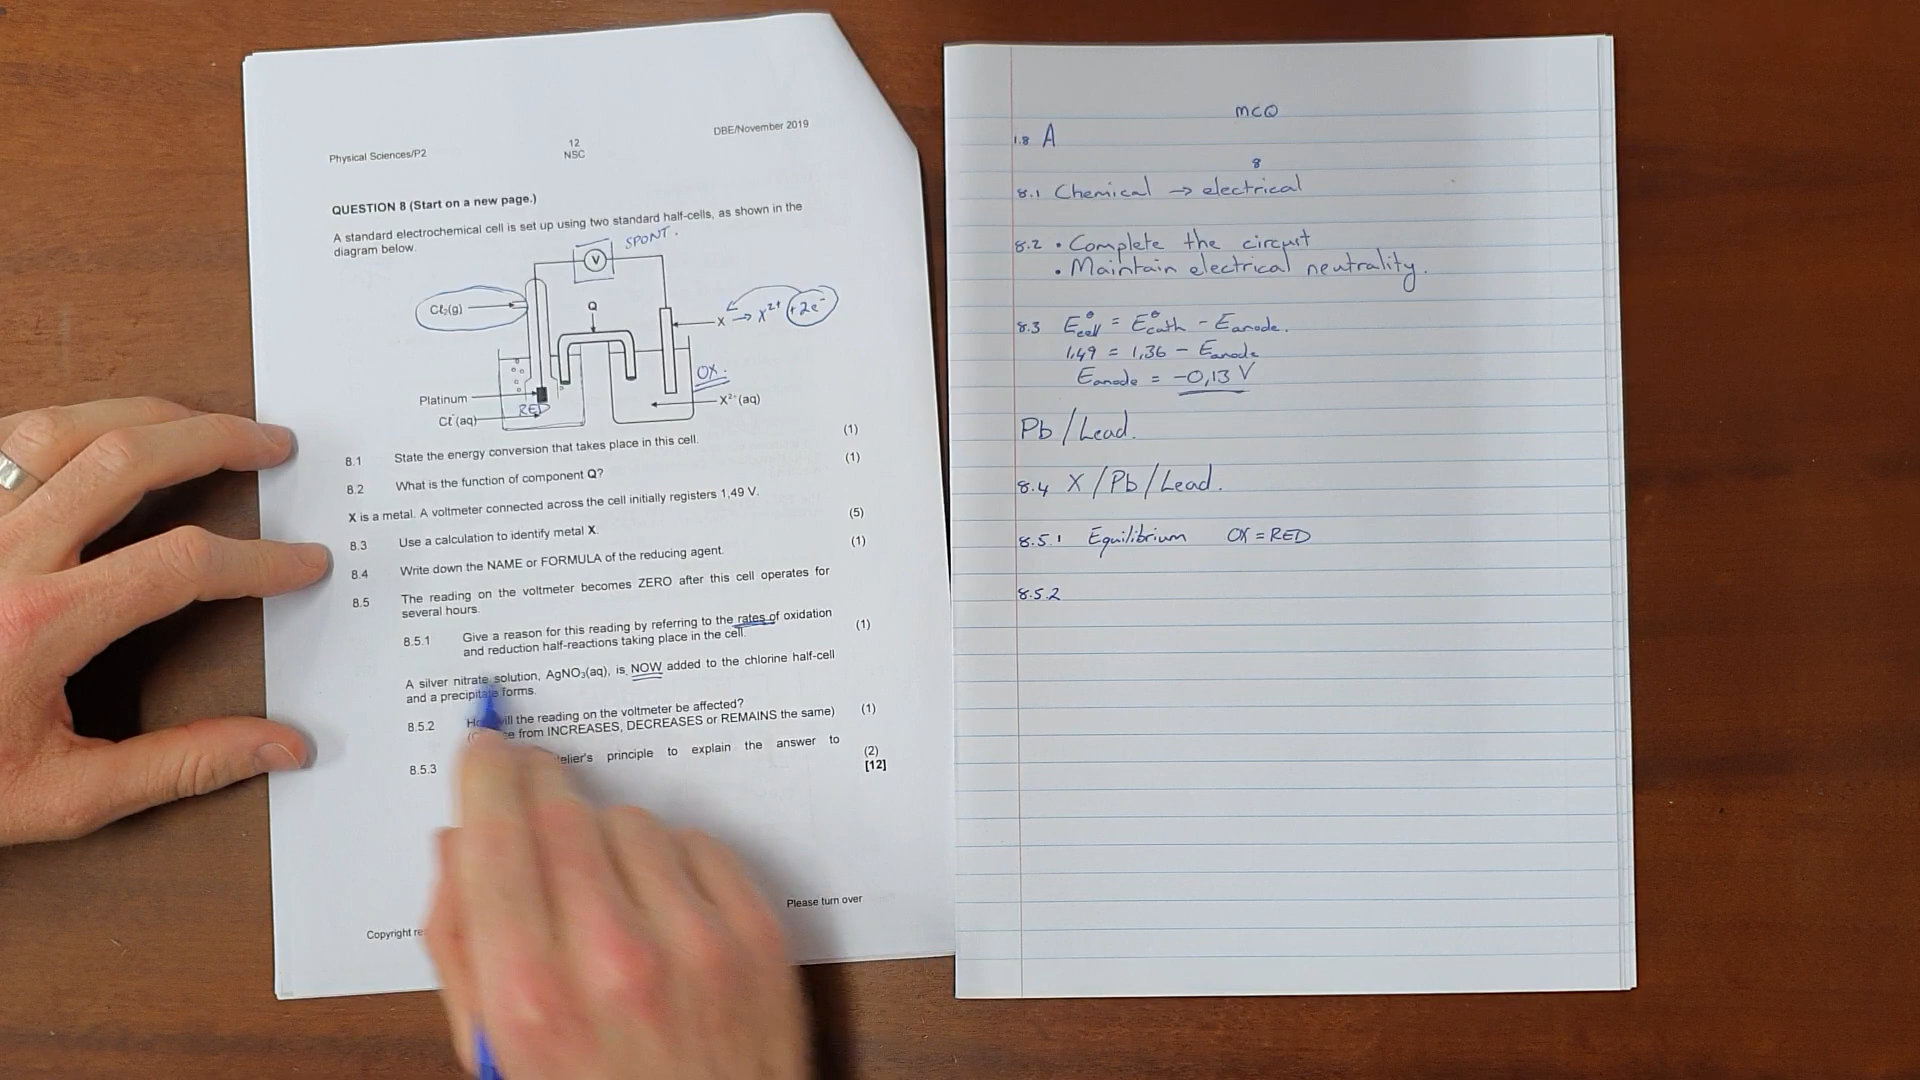 Physical Sciences/P2
12
NSC
DBE/November 2019
QUESTION 8 (Start on a new page.)
A standard electrochemical cell is set up using two standard half-cells, as shown in the
diagram below.
SPONT.
V
Cl₂(g)
Q
X → X²⁺ + 2e⁻
OX.
Platinum
RED
Cl⁻(aq)
X²⁺(aq)
8.1 State the energy conversion that takes place in this cell. (1)
8.2 What is the function of component Q? (1)
X is a metal. A voltmeter connected across the cell initially registers 1,49 V.
8.3 Use a calculation to identify metal X. (5)
8.4 Write down the NAME or FORMULA of the reducing agent. (1)
8.5 The reading on the voltmeter becomes ZERO after this cell operates for
several hours.
8.5.1 Give a reason for this reading by referring to the rates of oxidation
and reduction half-reactions taking place in the cell. (1)
A silver nitrate solution, AgNO₃(aq), is NOW added to the chlorine half-cell
and a precipitate forms.
8.5.2 will the reading on the voltmeter be affected?
from INCREASES, DECREASES or REMAINS the same) (1)
8.5.3 principle to explain the answer to
(2)
[12]
Please turn over
Copyright
MCQ
1.8 A
8
8.1 Chemical → electrical
8.2 • Complete the circuit
• Maintain electrical neutrality.
8.3 E°cell = E°cath - Eanode.
1,49 = 1,36 - Eanode
Eanode = -0,13 V
Pb / Lead.
8.4 X / Pb / Lead.
8.5.1 Equilibrium OX = RED
8.5.2